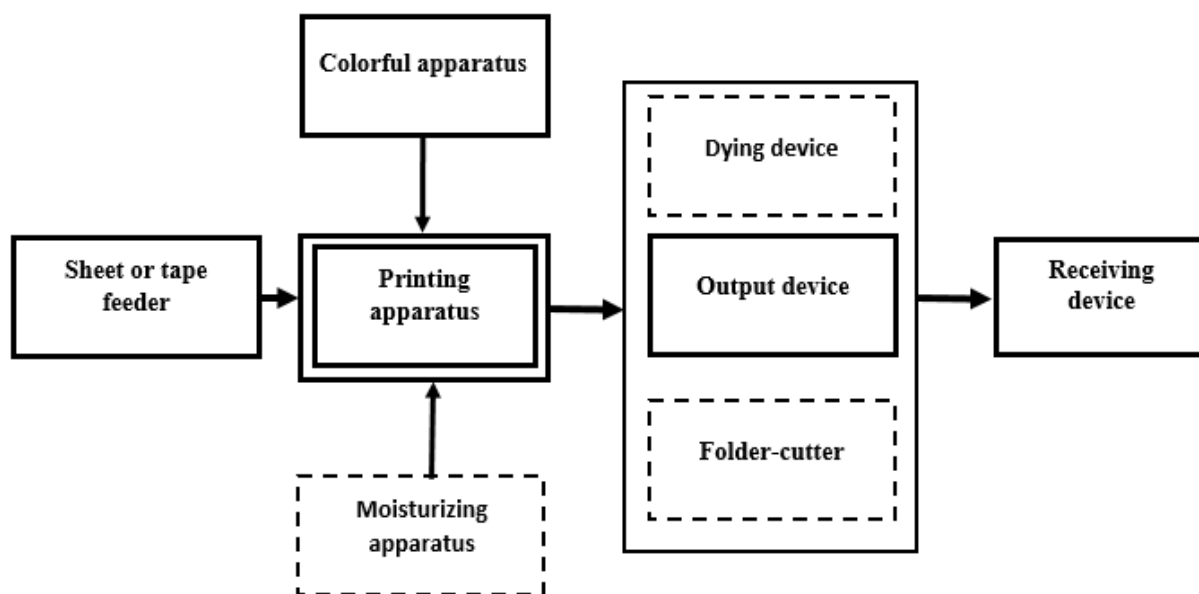 Colorful apparatus
Sheet or tape
feeder
Printing
apparatus
Moisturizing
apparatus
Dying device
Output device
Folder-cutter
Receiving
device